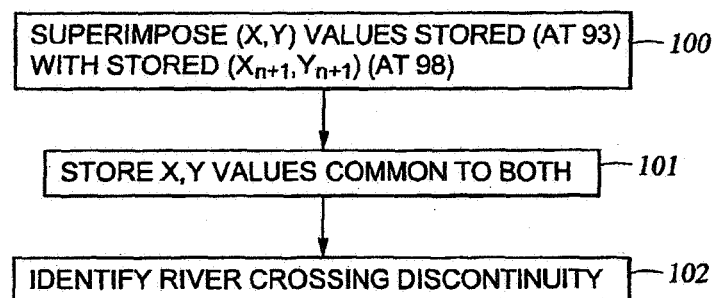 SUPERIMPOSE (X,Y) VALUES STORED (AT 93)
WITH STORED (Xn+1,Yn+1) (AT 98)
100
STORE X,Y VALUES COMMON TO BOTH
101
IDENTIFY RIVER CROSSING DISCONTINUITY
102